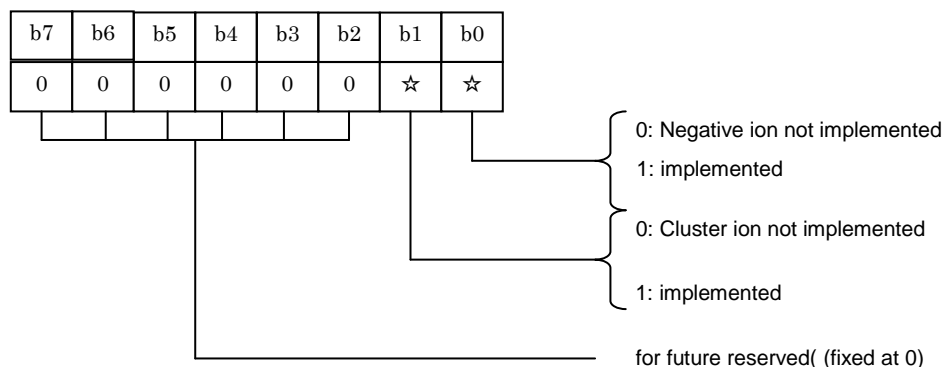 b7 b6 b5 b4 b3 b2 b1 b0
0 0 0 0 0 0 ☆ ☆
0: Negative ion not implemented
1: implemented
0: Cluster ion not implemented
1: implemented
for future reserved( (fixed at 0)